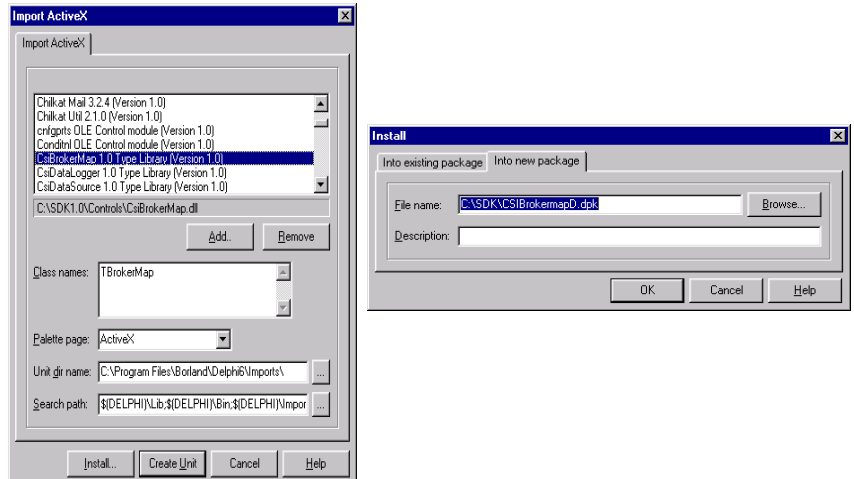 Import ActiveX
Import ActiveX
Chilkat Mail 3.2.4 (Version 1.0)
Chilkat Util 2.1.0 (Version 1.0)
cnfgprts OLE Control module (Version 1.0)
Conditnl OLE Control module (Version 1.0)
CsiBrokerMap 1.0 Type Library (Version 1.0)
CsiDataLogger 1.0 Type Library (Version 1.0)
CsiDataSource 1.0 Type Library (Version 1.0)
C:\SDK1.0\Controls\CsiBrokerMap.dll
Add..
Remove
Class names: TBrokerMap
Palette page: ActiveX
Unit dir name: C:\Program Files\Borland\Delphi6\Imports\ ...
Search path: $(DELPHI)\Lib;$(DELPHI)\Bin;$(DELPHI)\Impor ...
Install... Create Unit Cancel Help
Install
Into existing package Into new package
File name: C:\SDK\CSIBrokermapD.dpk Browse...
Description:
OK Cancel Help